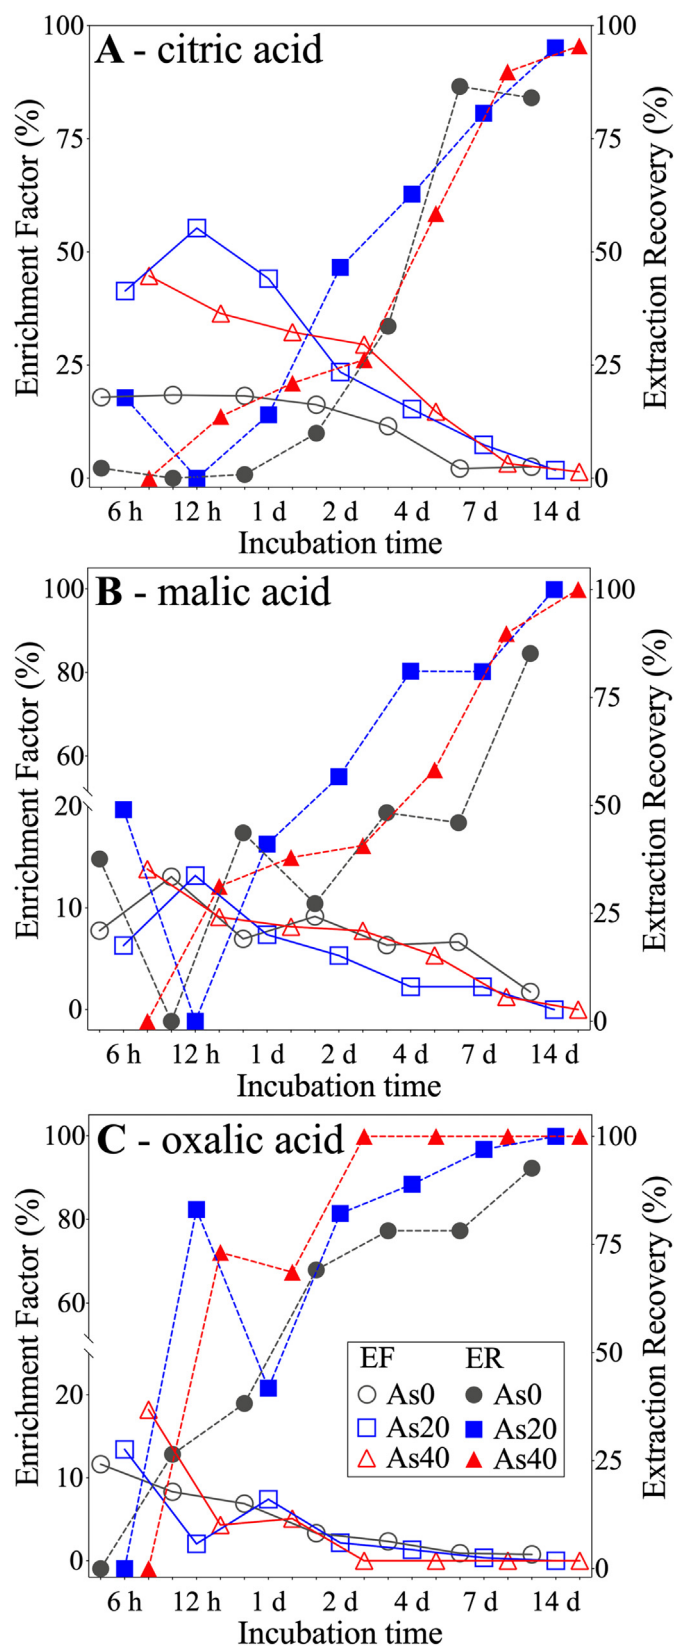 A - citric acid
Enrichment Factor (%)
100
75
50
25
0
Extraction Recovery (%)
100
75
50
25
0
6 h 12 h 1 d 2 d 4 d 7 d 14 d
Incubation time
B - malic acid
Enrichment Factor (%)
100
80
60
20
10
0
Extraction Recovery (%)
100
75
50
25
0
6 h 12 h 1 d 2 d 4 d 7 d 14 d
Incubation time
C - oxalic acid
Enrichment Factor (%)
100
80
60
20
10
0
Extraction Recovery (%)
100
75
50
25
0
EF ER
As0 As0
As20 As20
As40 As40
6 h 12 h 1 d 2 d 4 d 7 d 14 d
Incubation time